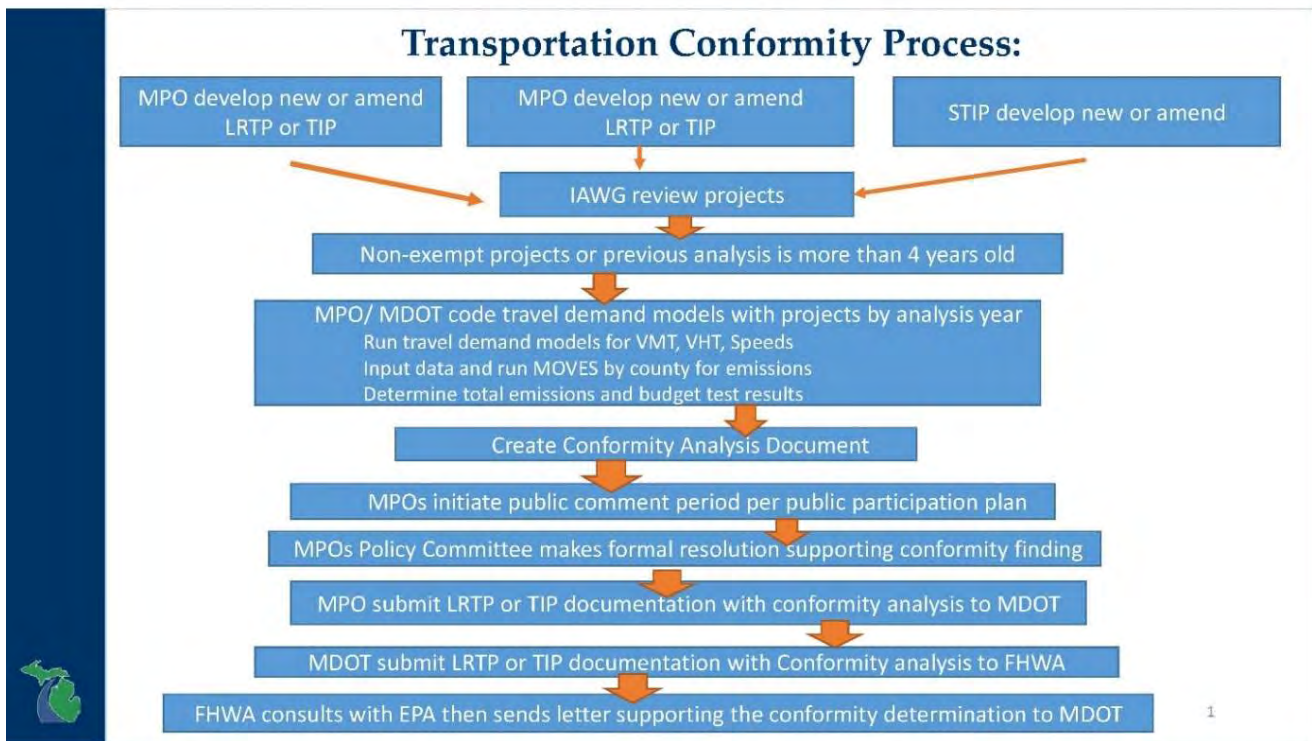 Transportation Conformity Process:
MPO develop new or amend
LRTP or TIP
MPO develop new or amend
LRTP or TIP
STIP develop new or amend
IAWG review projects
Non-exempt projects or previous analysis is more than 4 years old
MPO/ MDOT code travel demand models with projects by analysis year
Run travel demand models for VMT, VHT, Speeds
Input data and run MOVES by county for emissions
Determine total emissions and budget test results
Create Conformity Analysis Document
MPOs initiate public comment period per public participation plan
MPOs Policy Committee makes formal resolution supporting conformity finding
MPO submit LRTP or TIP documentation with conformity analysis to MDOT
MDOT submit LRTP or TIP documentation with Conformity analysis to FHWA
FHWA consults with EPA then sends letter supporting the conformity determination to MDOT
1